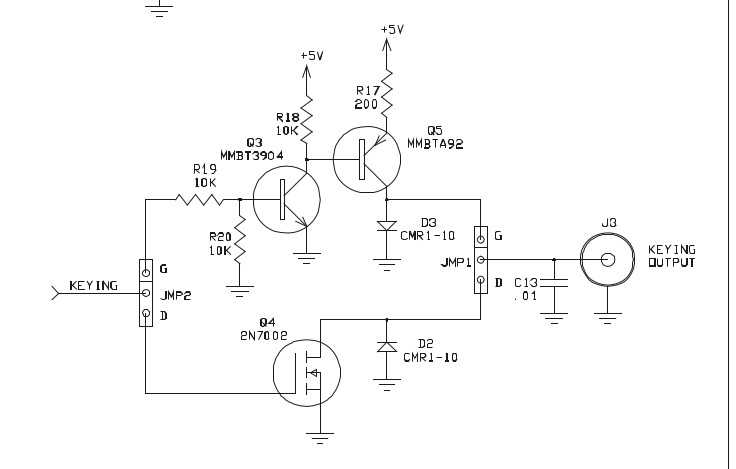 +5V
+5V
R17
200
R18
10K
Q5
MMBTA92
Q3
MMBT3904
R19
10K
R20
10K
D3
CMR1-10
G
JMP1
D
J3
KEYING
OUTPUT
C13
.01
KEYING
G
JMP2
D
Q4
2N7002
D2
CMR1-10